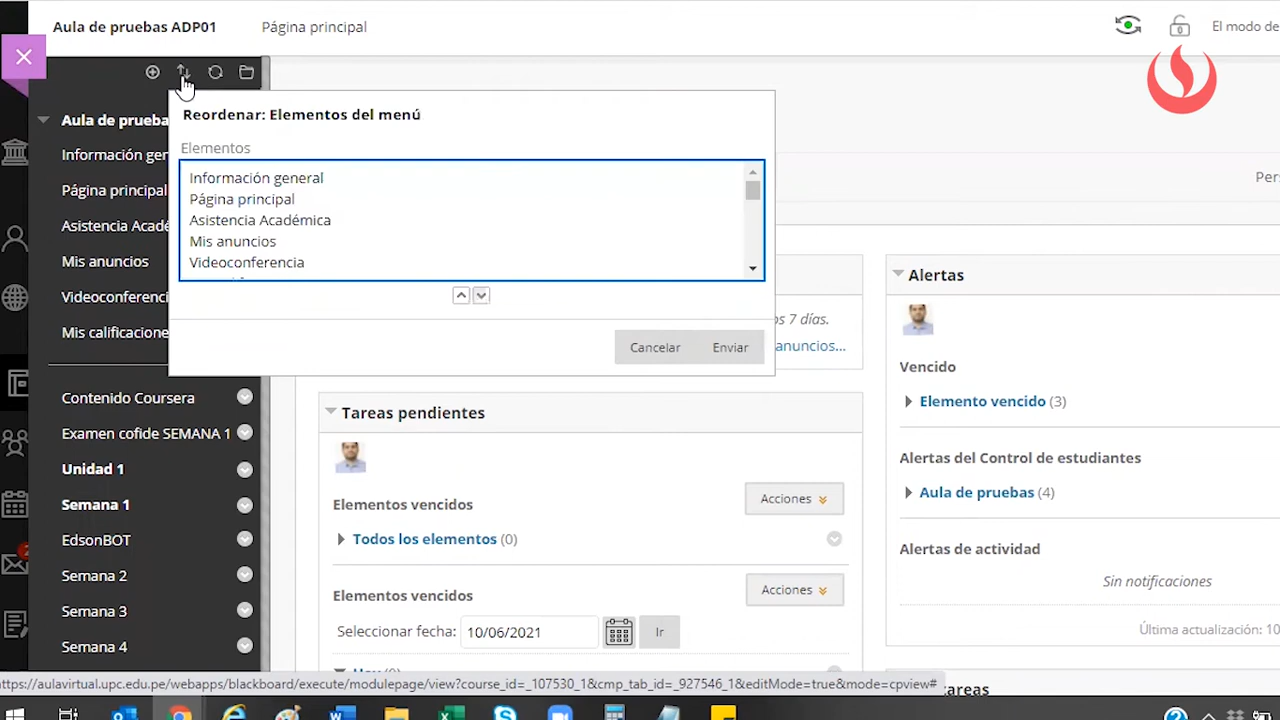 Aula de pruebas ADP01
Página principal
El modo de
Reordenar: Elementos del menú
Elementos
Información general
Página principal
Asistencia Académica
Mis anuncios
Videoconferencia
Cancelar
Enviar
Aula de prueba
Información gen
Página principal
Asistencia Acadé
Mis anuncios
Videoconferenci
Mis calificacione
Contenido Coursera
Examen cofide SEMANA 1
Unidad 1
Semana 1
EdsonBOT
Semana 2
Semana 3
Semana 4
Pers
os 7 días.
anuncios...
Tareas pendientes
Elementos vencidos
Acciones
Todos los elementos (0)
Elementos vencidos
Acciones
Seleccionar fecha: 10/06/2021 Ir
Alertas
Vencido
Elemento vencido (3)
Alertas del Control de estudiantes
Aula de pruebas (4)
Alertas de actividad
Sin notificaciones
Última actualización: 10
tareas
https://aulavirtual.upc.edu.pe/webapps/blackboard/execute/modulepage/view?course_id=_107530_1&cmp_tab_id=_927546_1&editMode=true&mode=cpview#